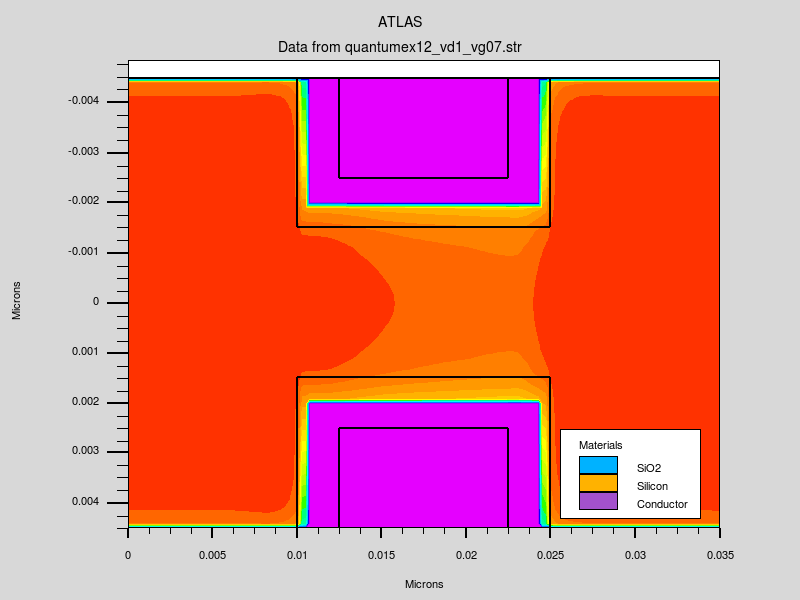 ATLAS
Data from quantumex12_vd1_vg07.str
-0.004
-0.003
-0.002
-0.001
0
0.001
0.002
0.003
0.004
Microns
Materials
SiO2
Silicon
Conductor
0 0.005 0.01 0.015 0.02 0.025 0.03 0.035
Microns